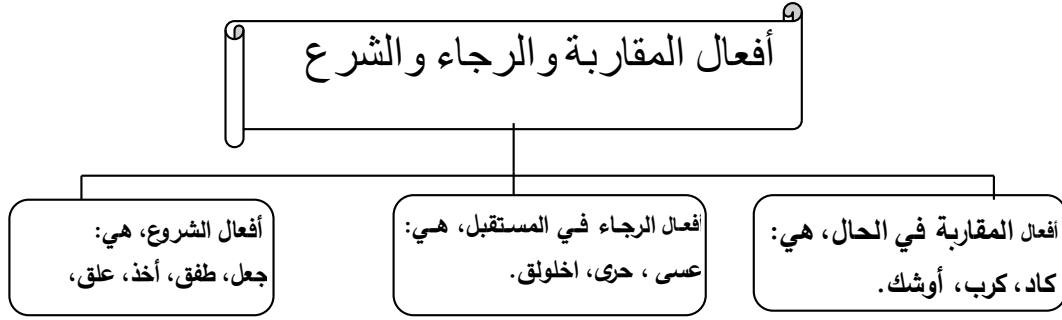 أفعال المقاربة والرجاء والشرع
أفعال المقاربة في الحال، هي:
كاد، كرب، أوشك.
أفعال الرجاء في المستقبل، هي:
عسى ، حرى، اخلولق.
أفعال الشروع، هي:
جعل، طفق، أخذ، علق،